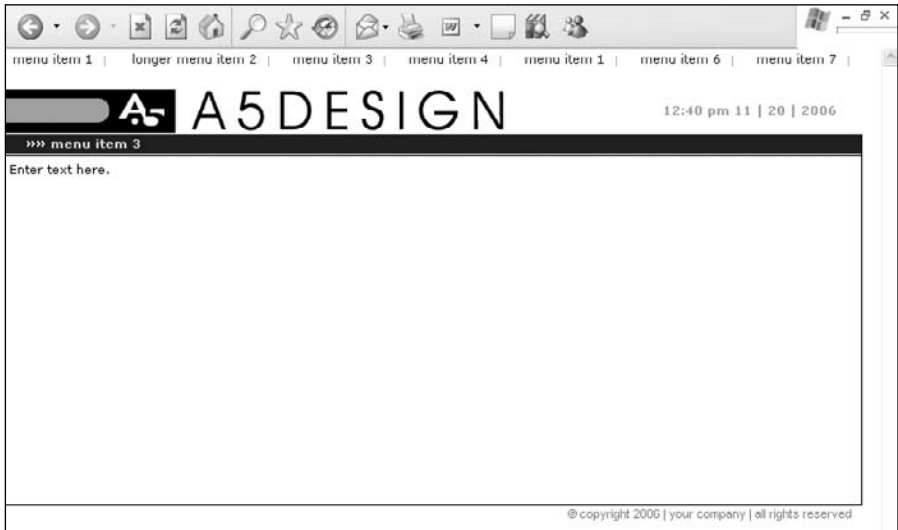 menu item 1 | longer menu item 2 | menu item 3 | menu item 4 | menu item 1 | menu item 6 | menu item 7 |
A5 A5DESIGN 12:40 pm 11 | 20 | 2006
»» menu item 3
Enter text here.
© copyright 2006 | your company | all rights reserved